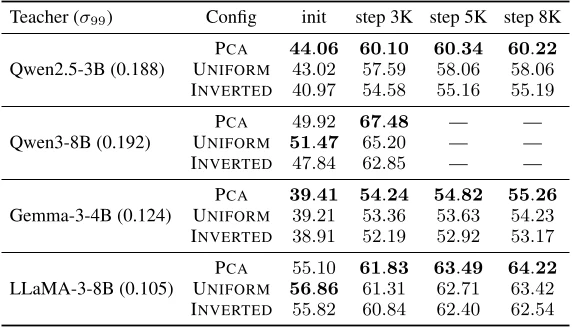 Teacher (σ99) Config init step 3K step 5K step 8K
PCA 44.06 60.10 60.34 60.22
Qwen2.5-3B (0.188) UNIFORM 43.02 57.59 58.06 58.06
INVERTED 40.97 54.58 55.16 55.19
PCA 49.92 67.48 — —
Qwen3-8B (0.192) UNIFORM 51.47 65.20 — —
INVERTED 47.84 62.85 — —
PCA 39.41 54.24 54.82 55.26
Gemma-3-4B (0.124) UNIFORM 39.21 53.36 53.63 54.23
INVERTED 38.91 52.19 52.92 53.17
PCA 55.10 61.83 63.49 64.22
LLaMA-3-8B (0.105) UNIFORM 56.86 61.31 62.71 63.42
INVERTED 55.82 60.84 62.40 62.54